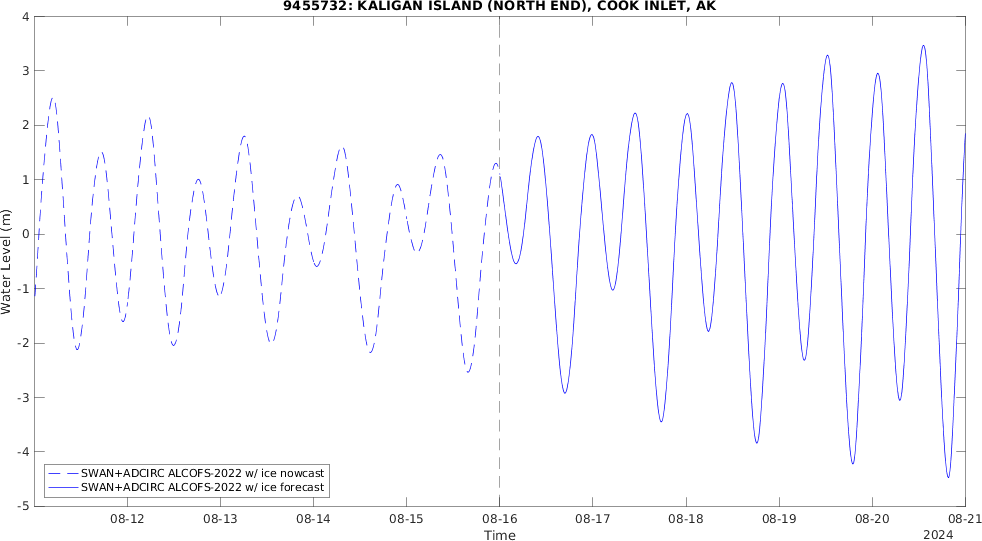 9455732: KALIGAN ISLAND (NORTH END), COOK INLET, AK
4
3
2
1
0
-1
-2
-3
-4
-5
Water Level (m)
SWAN+ADCIRC ALCOFS-2022 w/ ice nowcast
SWAN+ADCIRC ALCOFS-2022 w/ ice forecast
08-12 08-13 08-14 08-15 08-16 08-17 08-18 08-19 08-20 08-21
Time
2024